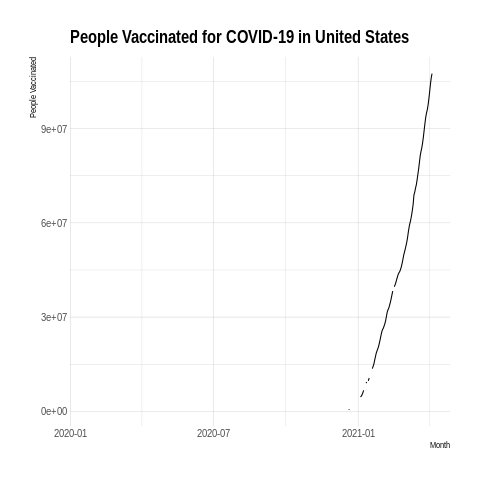 People Vaccinated for COVID-19 in United States
People Vaccinated
9e+07
6e+07
3e+07
0e+00
2020-01 2020-07 2021-01
Month